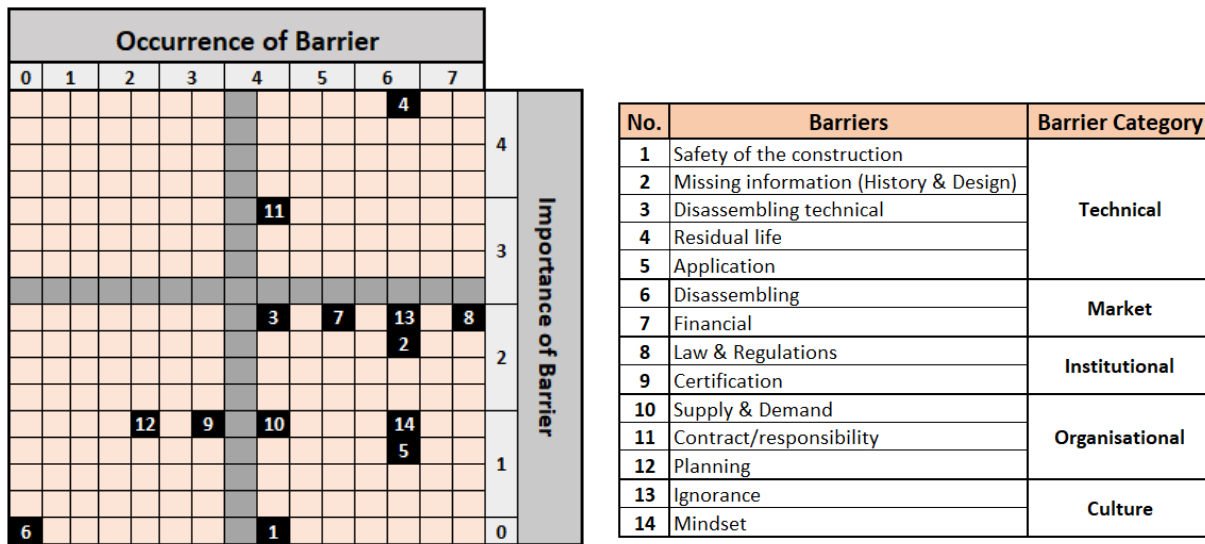 Occurrence of Barrier
0 1 2 3 4 5 6 7
4
4
11
3
3 7 13 8
2
2
12 9 10 14
5
1
6 1 0
Importance of Barrier
No. Barriers Barrier Category
1 Safety of the construction
2 Missing information (History & Design)
3 Disassembling technical
4 Residual life
5 Application
Technical
6 Disassembling
7 Financial
Market
8 Law & Regulations
9 Certification
Institutional
10 Supply & Demand
11 Contract/responsibility
12 Planning
Organisational
13 Ignorance
14 Mindset
Culture